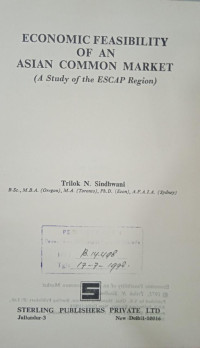 ECONOMIC FEASIBILITY
OF AN
ASIAN COMMON MARKET
(A Study of the ESCAP Region)
Trilok N. Sindhwani
B.Sc., M.B.A. (Oregon), M.A. (Toronto), Ph.D. (Essex), A.F.A.I.A. (Sydney)
S
STERLING PUBLISHERS PRIVATE LTD
Jullundur-3 New Delhi-110016